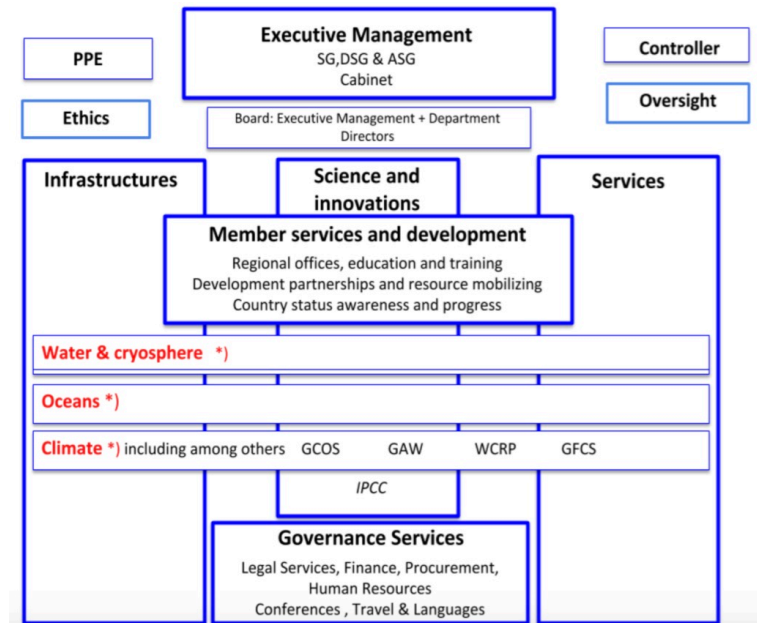 Executive Management
SG,DSG & ASG
Cabinet
PPE
Controller
Ethics
Oversight
Board: Executive Management + Department
Directors
Infrastructures
Science and
innovations
Services
Member services and development
Regional offices, education and training
Development partnerships and resource mobilizing
Country status awareness and progress
Water & cryosphere *)
Oceans *)
Climate *) including among others GCOS GAW WCRP GFCS
IPCC
Governance Services
Legal Services, Finance, Procurement,
Human Resources
Conferences , Travel & Languages